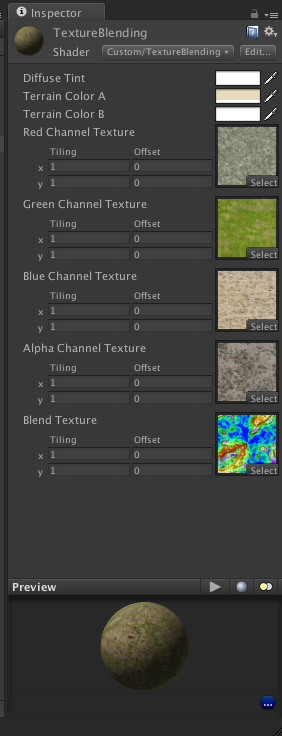 Inspector
TextureBlending
Shader Custom/TextureBlending Edit...
Diffuse Tint
Terrain Color A
Terrain Color B
Red Channel Texture
Tiling Offset
x 1 0
y 1 0
Select
Green Channel Texture
Tiling Offset
x 1 0
y 1 0
Select
Blue Channel Texture
Tiling Offset
x 1 0
y 1 0
Select
Alpha Channel Texture
Tiling Offset
x 1 0
y 1 0
Select
Blend Texture
Tiling Offset
x 1 0
y 1 0
Select
Preview